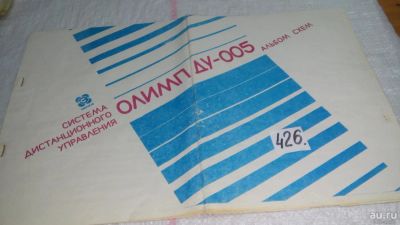 СИСТЕМА
ДИСТАНЦИОННОГО
УПРАВЛЕНИЯ
ОЛИМП ДУ-005
АЛЬБОМ СХЕМ
426.
au.ru